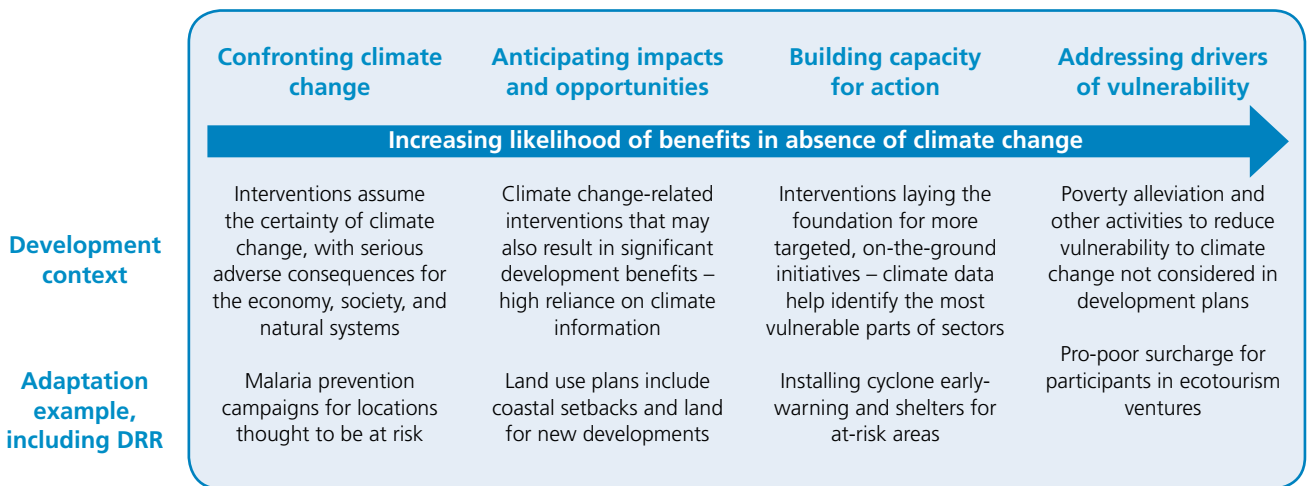 Confronting climate
change
Anticipating impacts
and opportunities
Building capacity
for action
Addressing drivers
of vulnerability
Increasing likelihood of benefits in absence of climate change
Development
context
Interventions assume
the certainty of climate
change, with serious
adverse consequences for
the economy, society, and
natural systems
Climate change-related
interventions that may
also result in significant
development benefits –
high reliance on climate
information
Interventions laying the
foundation for more
targeted, on-the-ground
initiatives – climate data
help identify the most
vulnerable parts of sectors
Poverty alleviation and
other activities to reduce
vulnerability to climate
change not considered in
development plans
Adaptation
example,
including DRR
Malaria prevention
campaigns for locations
thought to be at risk
Land use plans include
coastal setbacks and land
for new developments
Installing cyclone early-
warning and shelters for
at-risk areas
Pro-poor surcharge for
participants in ecotourism
ventures